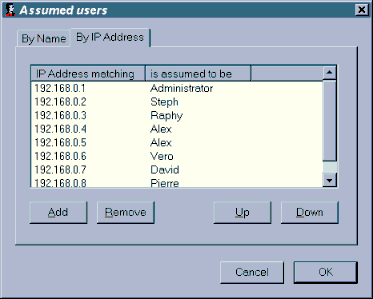 Assumed users
By Name By IP Address
IP Address matching is assumed to be
192.168.0.1 Administrator
192.168.0.2 Steph
192.168.0.3 Raphy
192.168.0.4 Alex
192.168.0.5 Alex
192.168.0.6 Vero
192.168.0.7 David
192.168.0.8 Pierre
Add Remove Up Down
Cancel OK